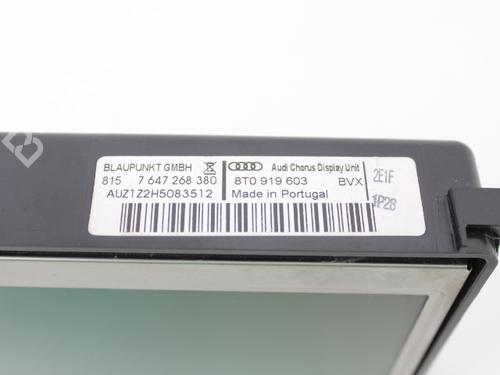 BLAUPUNKT GMBH
815 7 647 268 380
AUZ1Z2H5083512
Audi Chorus Display Unit
8T0 919 603 BVX
Made in Portugal
2E1F
1P28